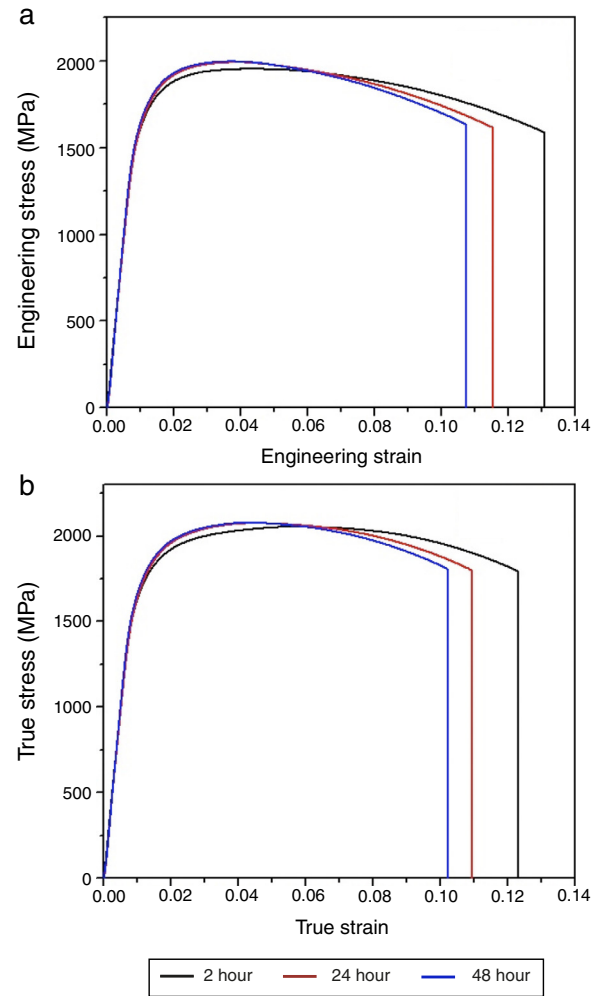 a
Engineering stress (MPa)
2000
1500
1000
500
0
0.00 0.02 0.04 0.06 0.08 0.10 0.12 0.14
Engineering strain
b
True stress (MPa)
2000
1500
1000
500
0
0.00 0.02 0.04 0.06 0.08 0.10 0.12 0.14
True strain
2 hour 24 hour 48 hour